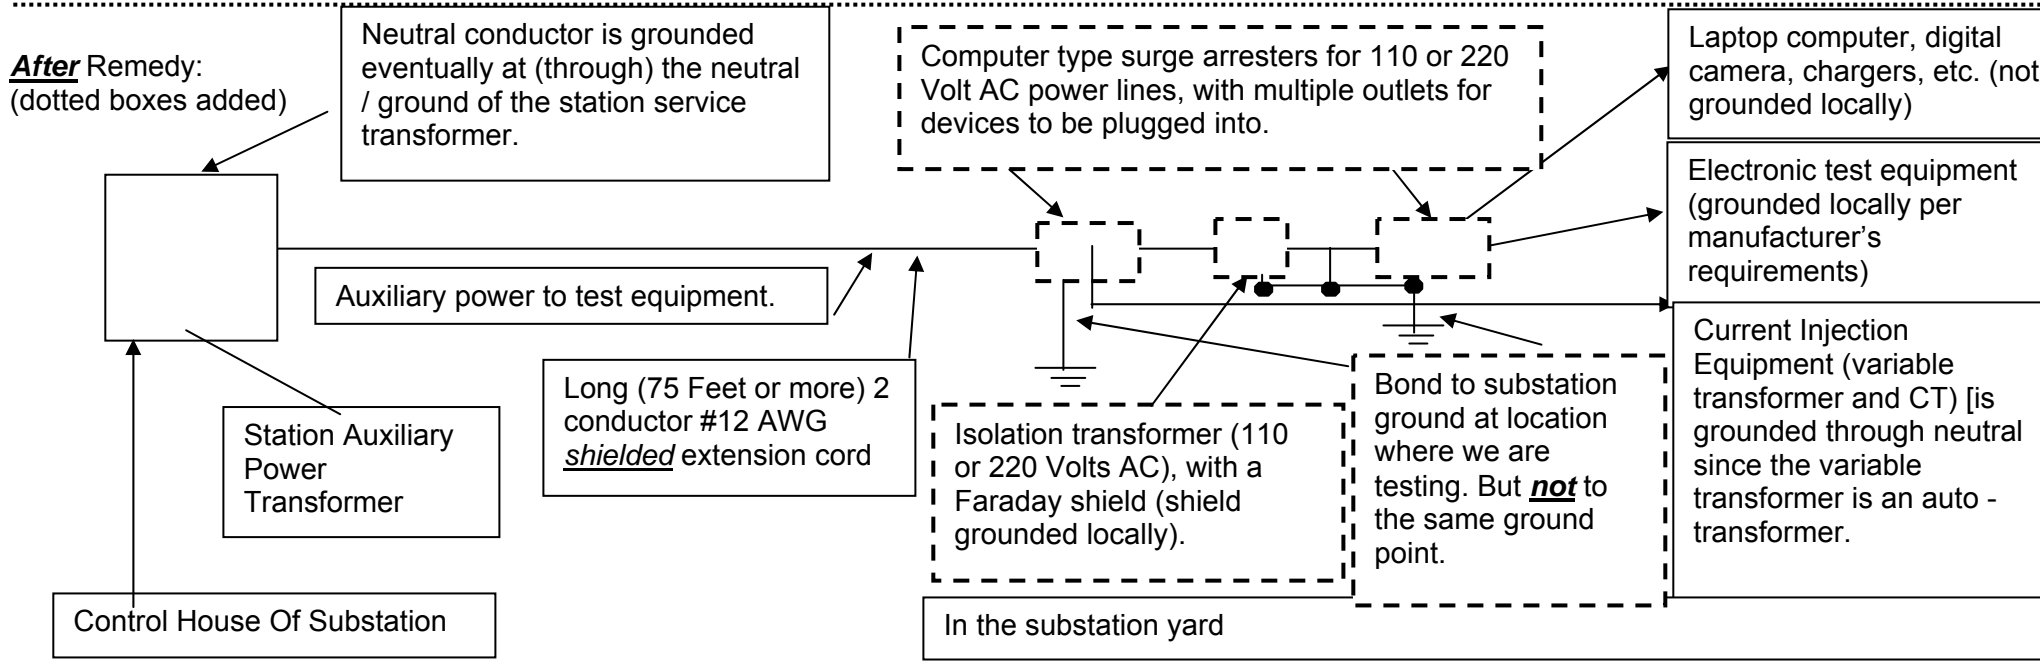 After Remedy:
(dotted boxes added)
Neutral conductor is grounded
eventually at (through) the neutral
/ ground of the station service
transformer.
Computer type surge arresters for 110 or 220
Volt AC power lines, with multiple outlets for
devices to be plugged into.
Laptop computer, digital
camera, chargers, etc. (not
grounded locally)
Electronic test equipment
(grounded locally per
manufacturer’s
requirements)
Auxiliary power to test equipment.
Current Injection
Equipment (variable
transformer and CT) [is
grounded through neutral
since the variable
transformer is an auto -
transformer.
Long (75 Feet or more) 2
conductor #12 AWG
shielded extension cord
Bond to substation
ground at location
where we are
testing. But not to
the same ground
point.
Station Auxiliary
Power
Transformer
Isolation transformer (110
or 220 Volts AC), with a
Faraday shield (shield
grounded locally).
Control House Of Substation
In the substation yard